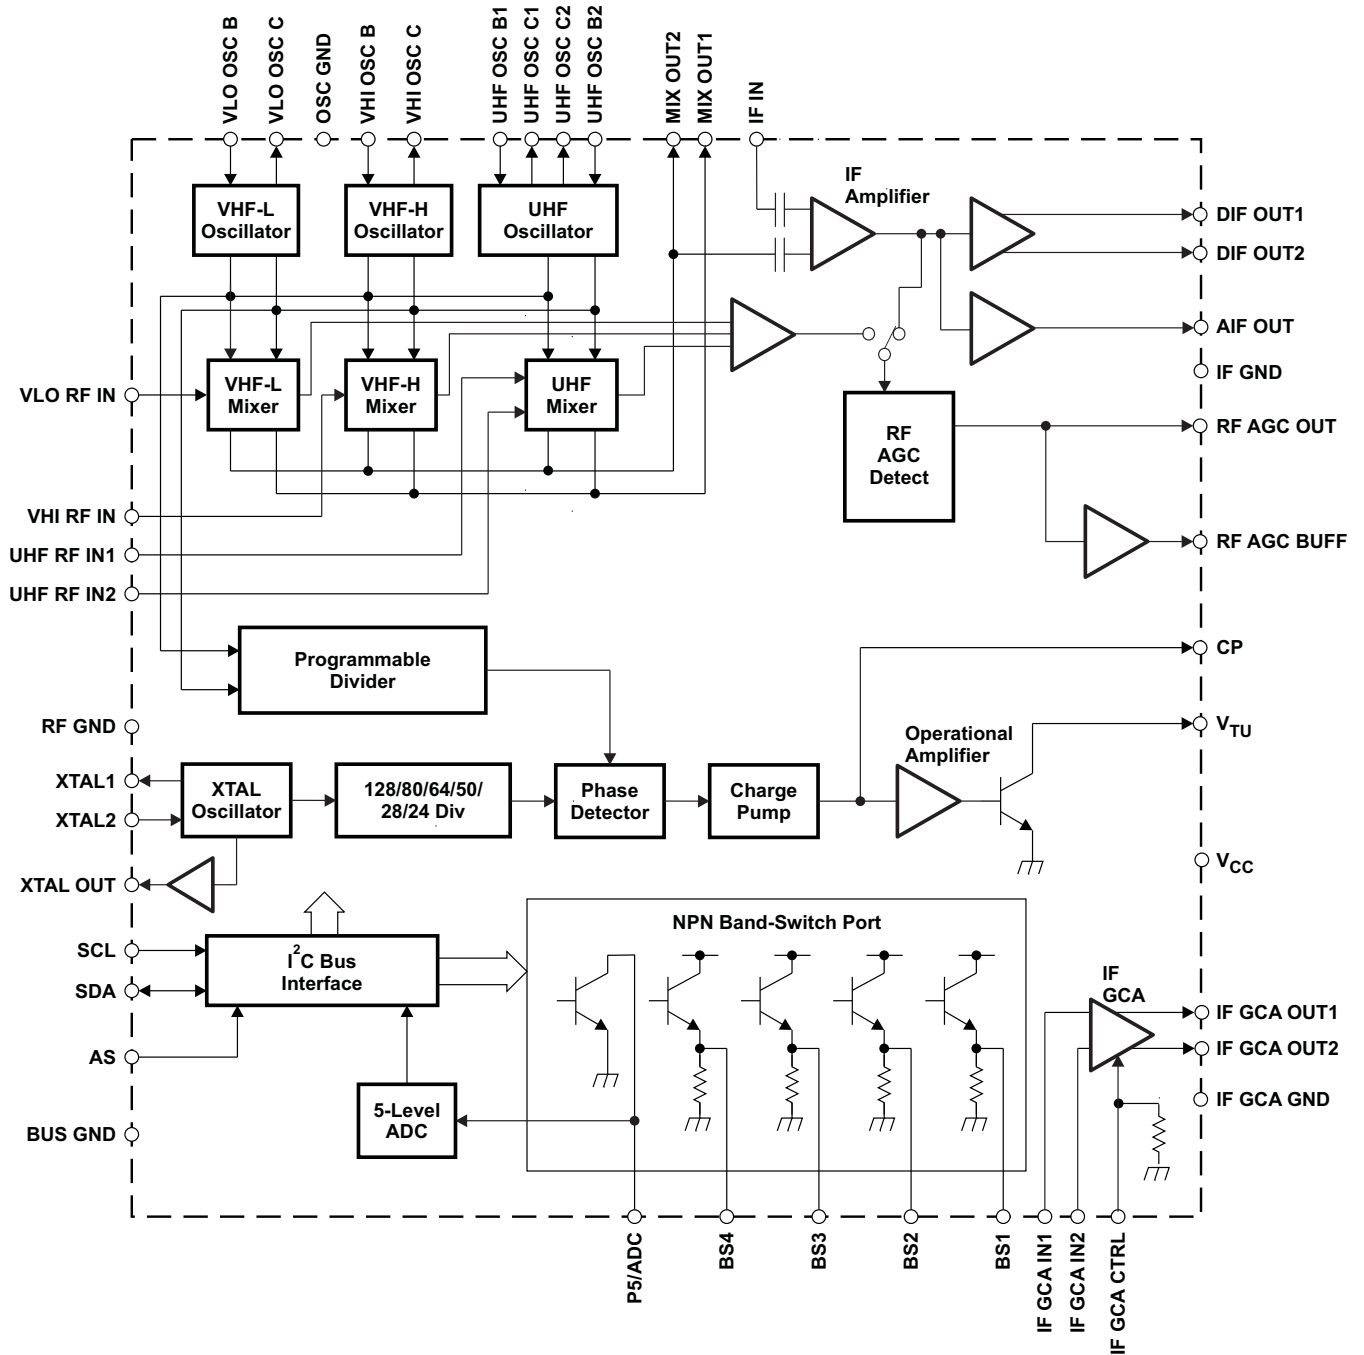 VLO OSC B
VLO OSC C
OSC GND
VHI OSC B
VHI OSC C
UHF OSC B1
UHF OSC C1
UHF OSC C2
UHF OSC B2
MIX OUT2
MIX OUT1
IF IN
VHF-L
Oscillator
VHF-H
Oscillator
UHF
Oscillator
IF
Amplifier
DIF OUT1
DIF OUT2
AIF OUT
IF GND
VLO RF IN
VHF-L
Mixer
VHF-H
Mixer
UHF
Mixer
RF
AGC
Detect
RF AGC OUT
VHI RF IN
UHF RF IN1
UHF RF IN2
RF AGC BUFF
Programmable
Divider
CP
RF GND
Operational
Amplifier
VTU
XTAL1
XTAL2
XTAL
Oscillator
128/80/64/50/
28/24 Div
Phase
Detector
Charge
Pump
VCC
XTAL OUT
NPN Band-Switch Port
SCL
SDA
I2C Bus
Interface
IF
GCA
IF GCA OUT1
IF GCA OUT2
AS
5-Level
ADC
IF GCA GND
BUS GND
P5/ADC
BS4
BS3
BS2
BS1
IF GCA IN1
IF GCA IN2
IF GCA CTRL